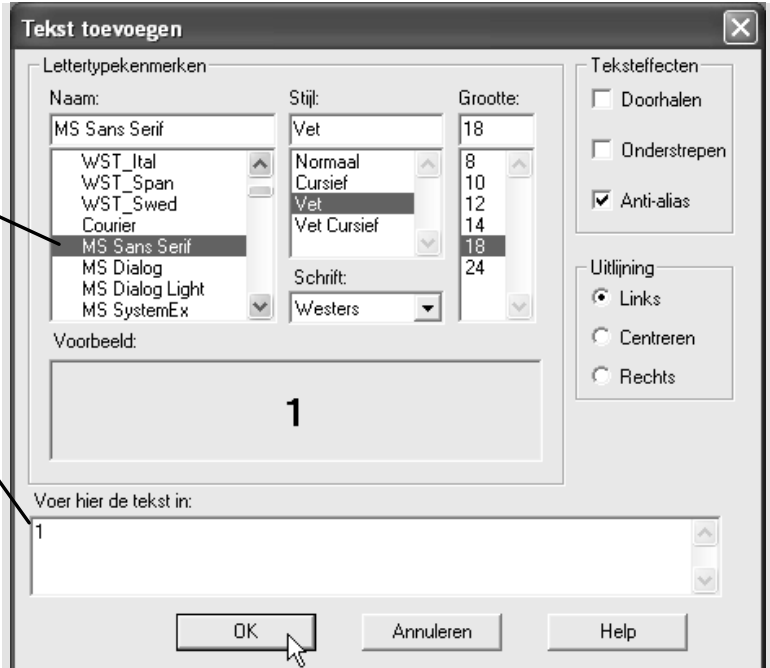 Tekst toevoegen
Lettertypekenmerken
Naam:
MS Sans Serif
WST_Ital
WST_Span
WST_Swed
Courier
MS Sans Serif
MS Dialog
MS Dialog Light
MS SystemEx
Stijl:
Vet
Normaal
Cursief
Vet
Vet Cursief
Schrift:
Westers
Grootte:
18
8
10
12
14
18
24
Voorbeeld:
1
Teksteffecten
Doorhalen
Onderstrepen
Anti-alias
Uitlijning
Links
Centreren
Rechts
Voer hier de tekst in:
1
OK
Annuleren
Help